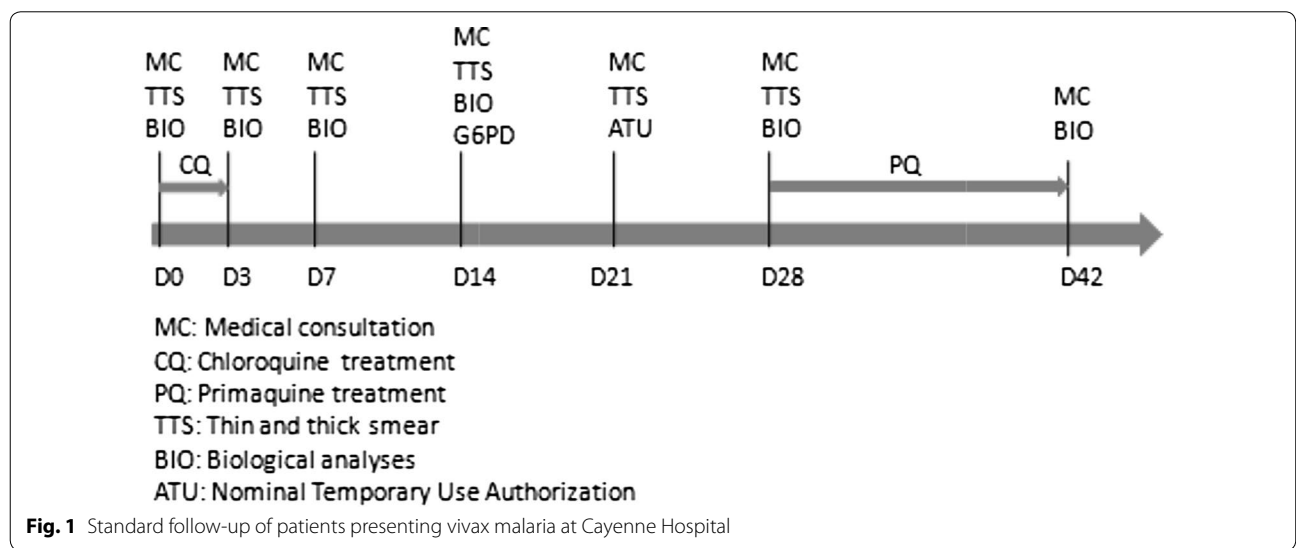 MC MC MC MC MC MC
TTS TTS TTS TTS TTS TTS MC
BIO BIO BIO BIO ATU BIO BIO
G6PD
CQ PQ
D0 D3 D7 D14 D21 D28 D42
MC: Medical consultation
CQ: Chloroquine treatment
PQ: Primaquine treatment
TTS: Thin and thick smear
BIO: Biological analyses
ATU: Nominal Temporary Use Authorization
Fig. 1 Standard follow-up of patients presenting vivax malaria at Cayenne Hospital